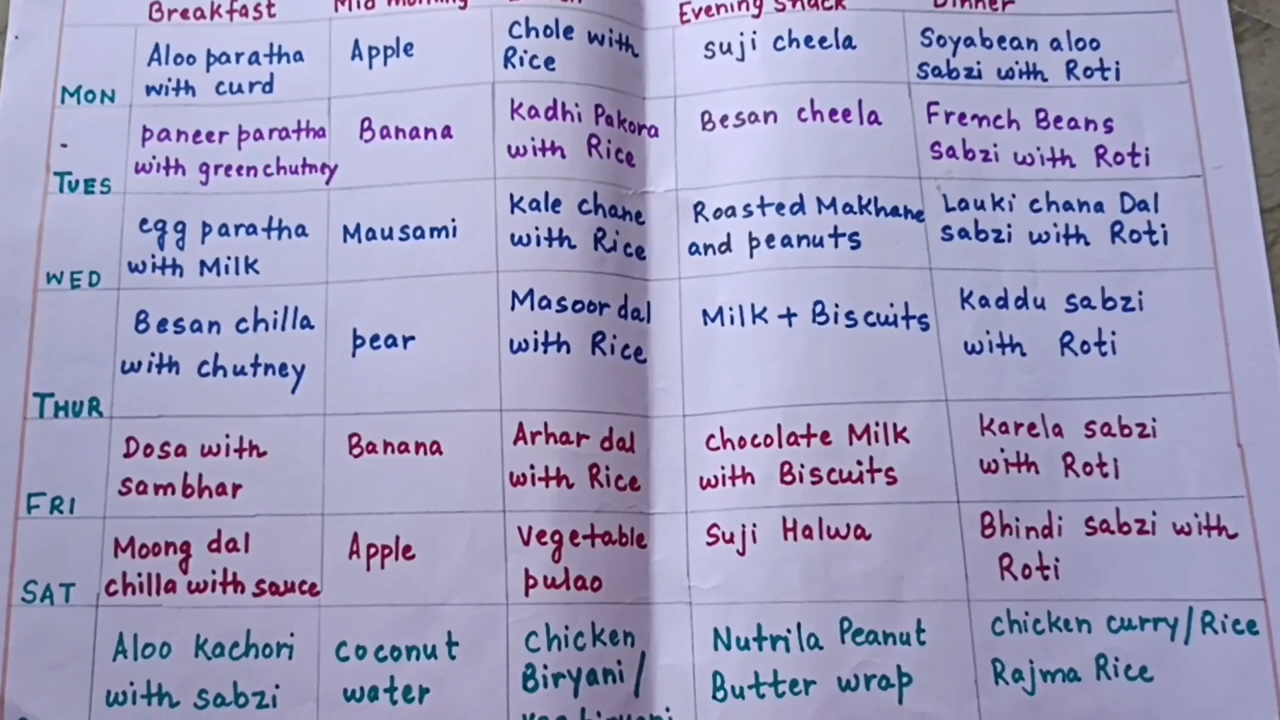 Breakfast
Mid Morning
Evening Snack
Dinner
MON
Aloo paratha
with curd
Apple
Chole with
Rice
Suji cheela
Soyabean aloo
sabzi with Roti
TUES
paneer paratha
with green chutney
Banana
Kadhi Pakora
with Rice
Besan cheela
French Beans
sabzi with Roti
WED
egg paratha
with Milk
Mausami
Kale chane
with Rice
Roasted Makhane
and peanuts
Lauki chana Dal
sabzi with Roti
THUR
Besan chilla
with chutney
pear
Masoor dal
with Rice
Milk + Biscuits
Kaddu sabzi
with Roti
FRI
Dosa with
sambhar
Banana
Arhar dal
with Rice
chocolate Milk
with Biscuits
Karela sabzi
with Roti
SAT
Moong dal
chilla with sauce
Apple
Vegetable
pulao
Suji Halwa
Bhindi sabzi with
Roti
Aloo Kachori
with sabzi
coconut
water
chicken
Biryani/
Nutrila Peanut
Butter wrap
chicken curry/Rice
Rajma Rice